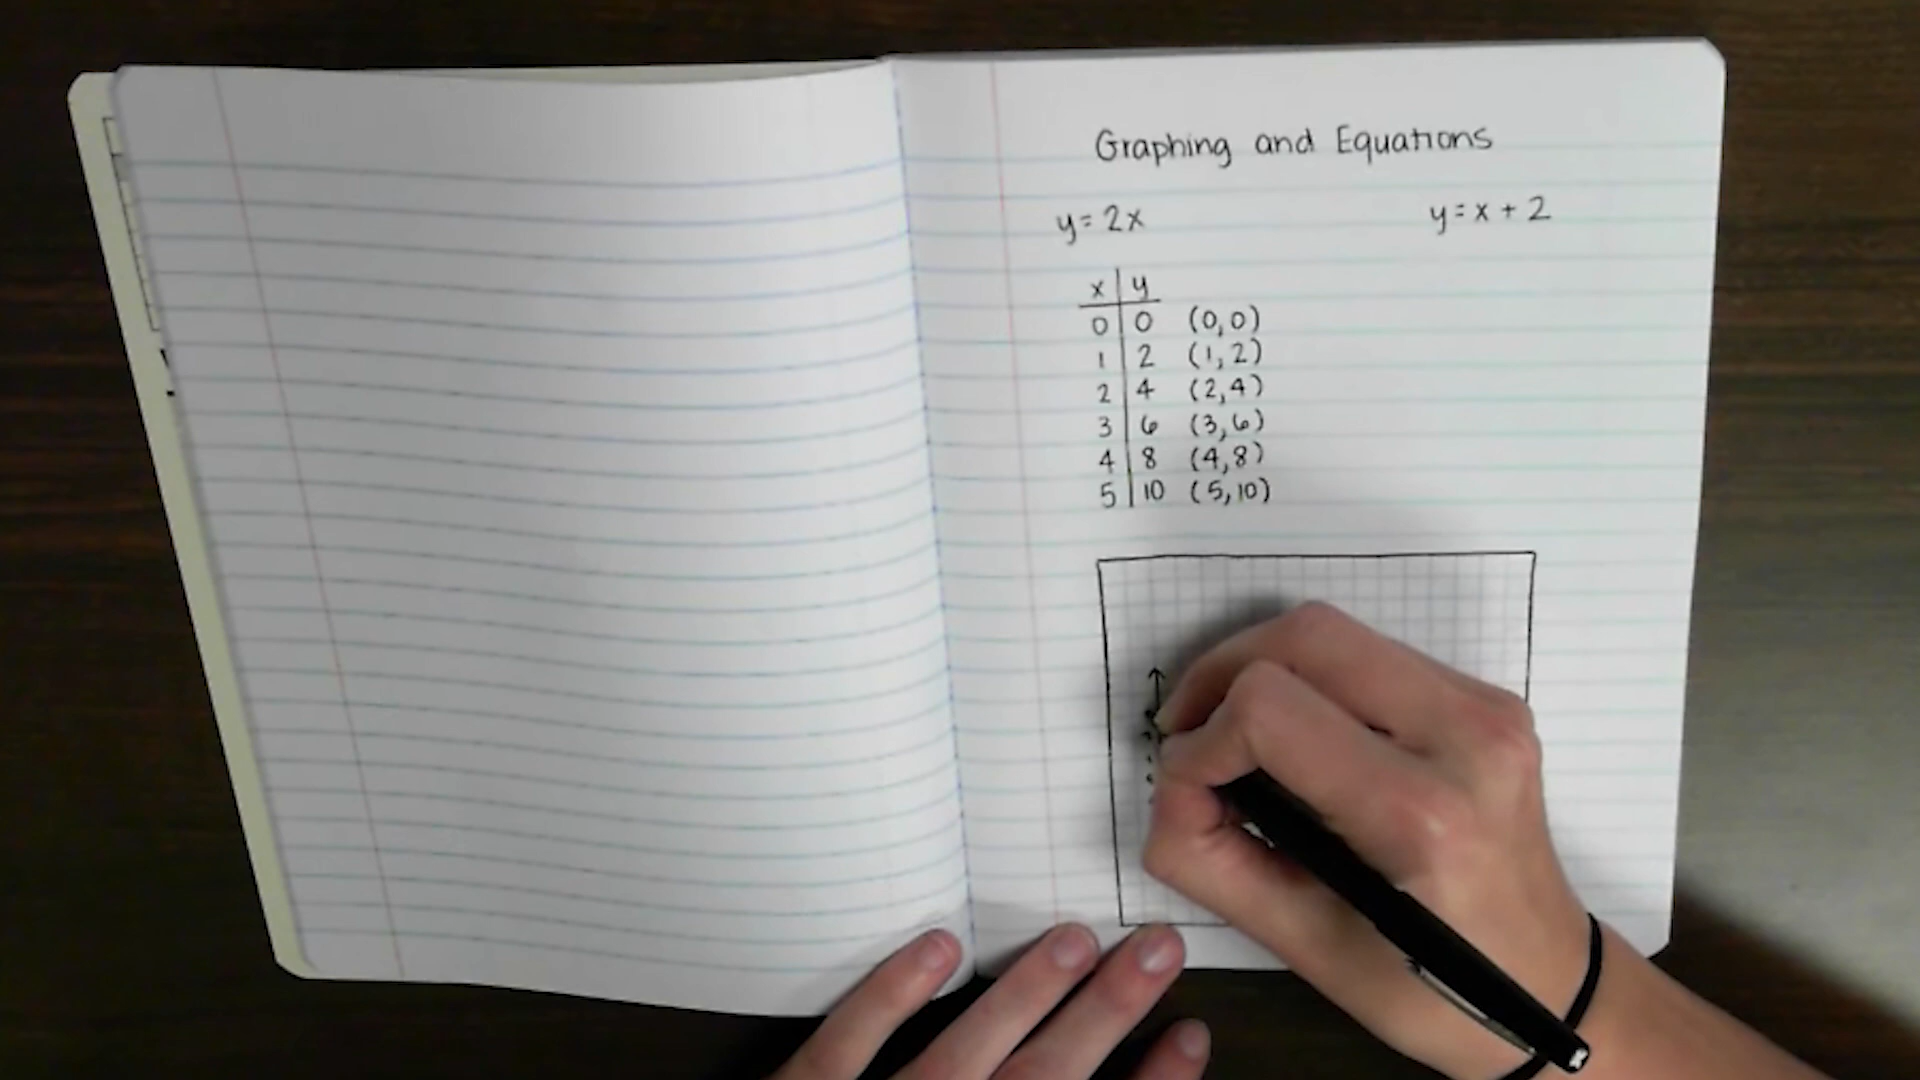 Graphing and Equations
y = 2x
y = x + 2
x y
0 0 (0,0)
1 2 (1,2)
2 4 (2,4)
3 6 (3,6)
4 8 (4,8)
5 10 (5,10)